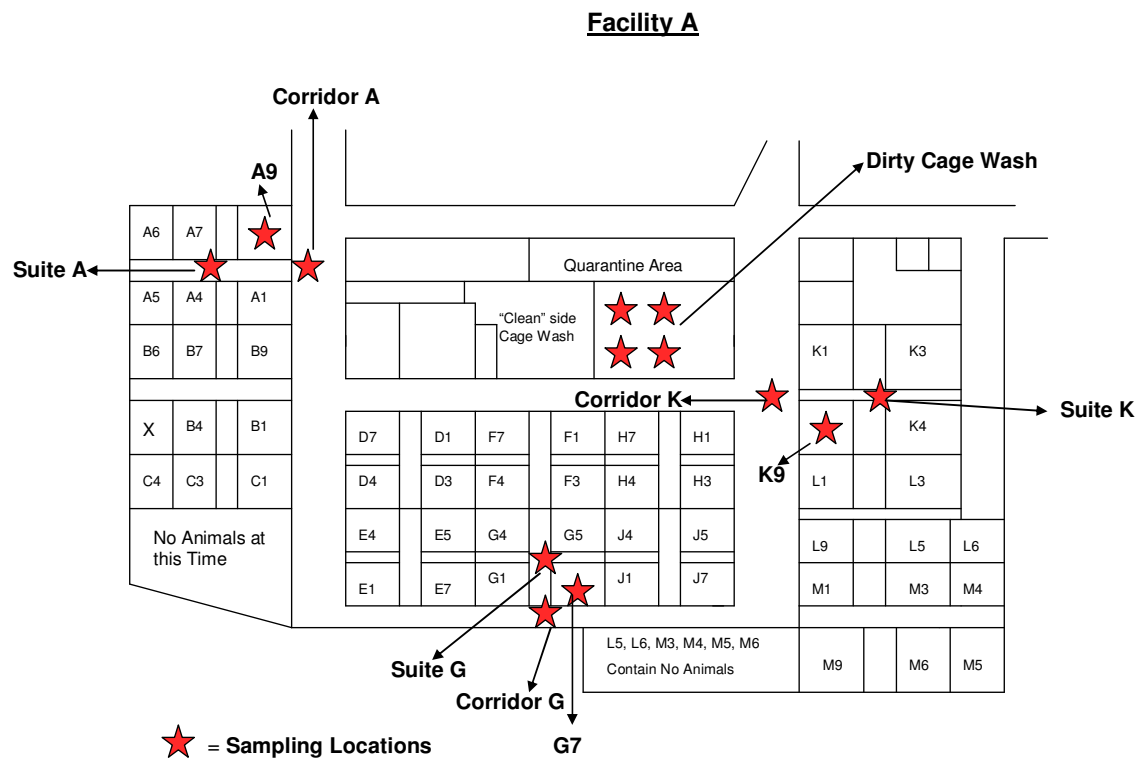 Facility A
Corridor A
A9
Dirty Cage Wash
A6 A7
Suite A
Quarantine Area
A5 A4 A1
“Clean” side
Cage Wash
B6 B7 B9
K1 K3
Corridor K
Suite K
X B4 B1
D7 D1 F7 F1 H7 H1
K4
K9
C4 C3 C1
D4 D3 F4 F3 H4 H3
L1 L3
No Animals at
this Time
E4 E5 G4 G5 J4 J5
L9 L5 L6
E1 E7 G1 J1 J7
M1 M3 M4
Suite G
L5, L6, M3, M4, M5, M6
Contain No Animals
M9 M6 M5
Corridor G
= Sampling Locations
G7